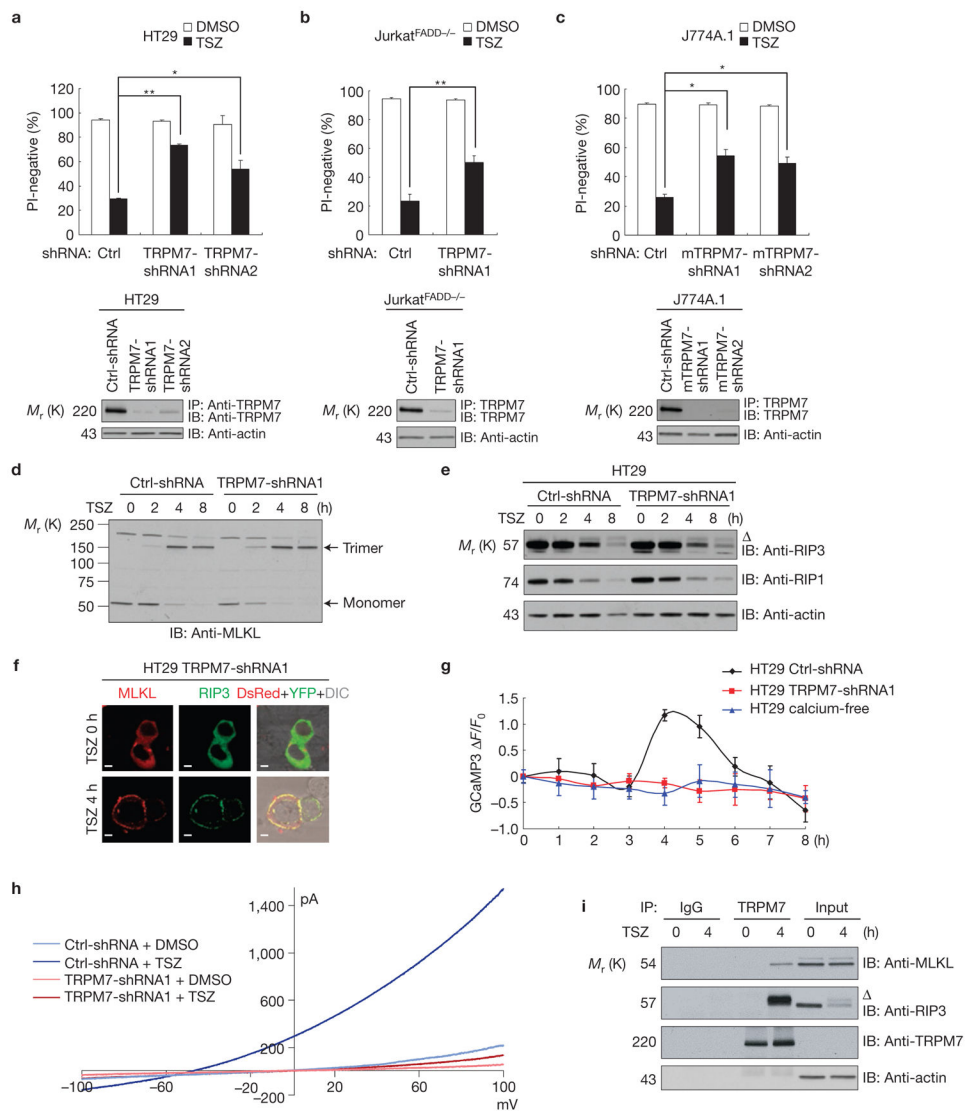 a
HT29
DMSO
TSZ
PI-negative (%)
120
100
80
60
40
20
0
**
*
shRNA: Ctrl TRPM7-shRNA1 TRPM7-shRNA2
HT29
Ctrl-shRNA
TRPM7-shRNA1
TRPM7-shRNA2
Mr (K) 220
IP: Anti-TRPM7
IB: Anti-TRPM7
43 IB: Anti-actin
b
JurkatFADD–/–
DMSO
TSZ
PI-negative (%)
100
80
60
40
20
0
**
shRNA: Ctrl TRPM7-shRNA1
JurkatFADD–/–
Ctrl-shRNA
TRPM7-shRNA1
Mr (K) 220
IP: TRPM7
IB: TRPM7
43 IB: Anti-actin
c
J774A.1
DMSO
TSZ
PI-negative (%)
100
80
60
40
20
0
*
*
shRNA: Ctrl mTRPM7-shRNA1 mTRPM7-shRNA2
J774A.1
Ctrl-shRNA
mTRPM7-shRNA1
mTRPM7-shRNA2
Mr (K) 220
IP: TRPM7
IB: TRPM7
43 IB: Anti-actin
d
Ctrl-shRNA TRPM7-shRNA1
TSZ 0 2 4 8 0 2 4 8 (h)
Mr (K)
250
150
100
75
50
Trimer
Monomer
IB: Anti-MLKL
e
HT29
Ctrl-shRNA TRPM7-shRNA1
TSZ 0 2 4 8 0 2 4 8 (h)
Mr (K) 57
Δ
IB: Anti-RIP3
74 IB: Anti-RIP1
43 IB: Anti-actin
f
HT29 TRPM7-shRNA1
MLKL RIP3 DsRed+YFP+DIC
TSZ 0 h
TSZ 4 h
g
HT29 Ctrl-shRNA
HT29 TRPM7-shRNA1
HT29 calcium-free
GCaMP3 ΔF/F0
1.5
1.0
0.5
0
–0.5
–1.0
0 1 2 3 4 5 6 7 8 (h)
h
pA
1,400
1,000
600
200
–200
–100 –60 –20 20 60 100
mV
Ctrl-shRNA + DMSO
Ctrl-shRNA + TSZ
TRPM7-shRNA1 + DMSO
TRPM7-shRNA1 + TSZ
i
IP: IgG TRPM7 Input
TSZ 0 4 0 4 0 4 (h)
Mr (K) 54 IB: Anti-MLKL
57
Δ
IB: Anti-RIP3
220 IB: Anti-TRPM7
43 IB: Anti-actin